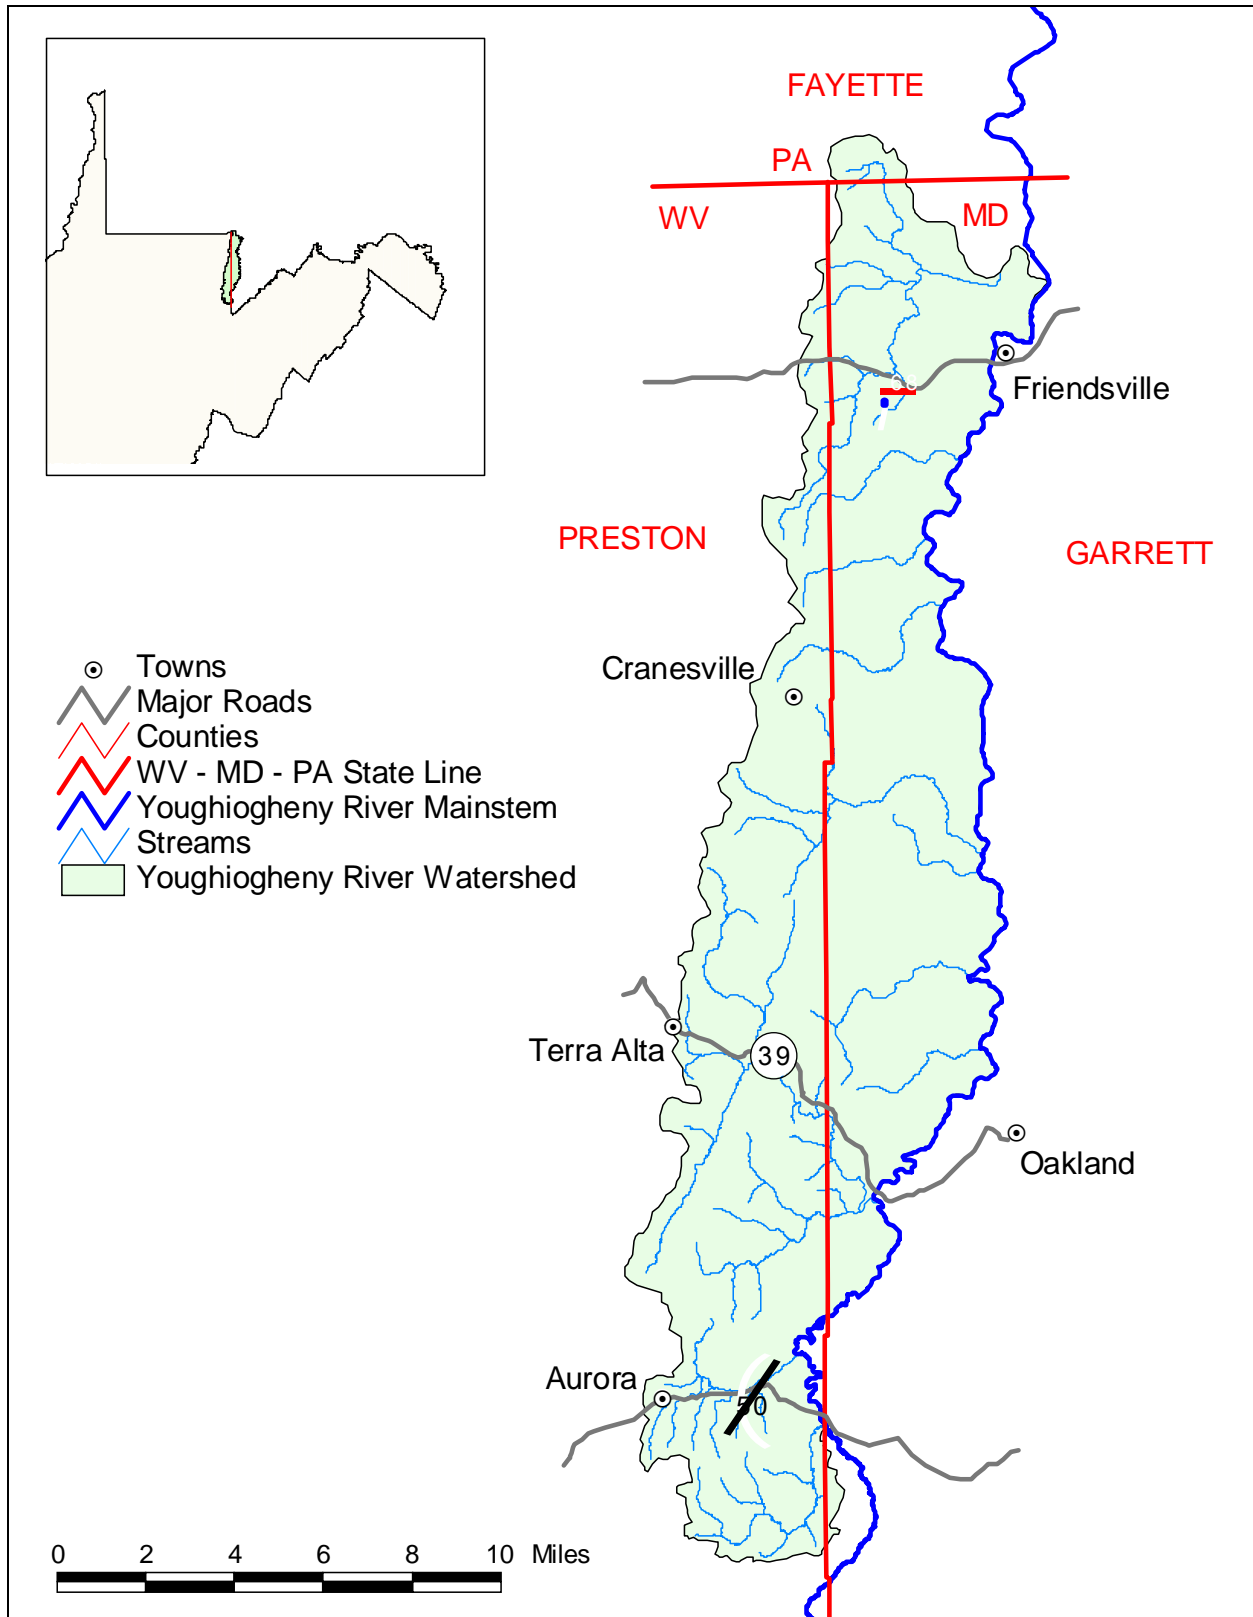 FAYETTE
PA
WV
MD
Friendsville
PRESTON
GARRETT
Cranesville
Towns
Major Roads
Counties
WV - MD - PA State Line
Youghiogheny River Mainstem
Streams
Youghiogheny River Watershed
Terra Alta
39
Oakland
Aurora
50
0 2 4 6 8 10 Miles